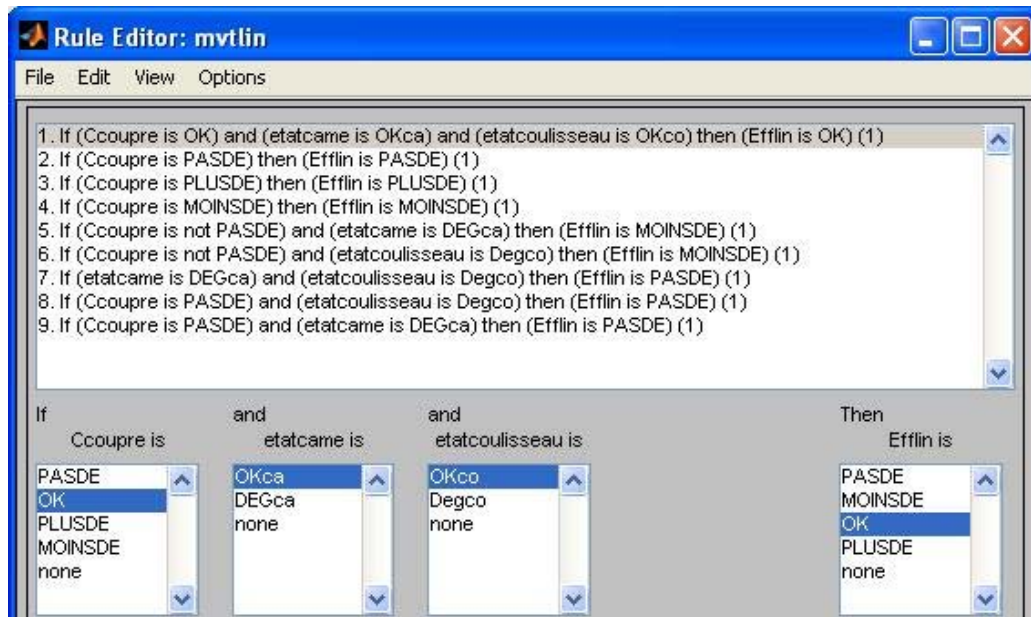 Rule Editor: mvtlin
File Edit View Options
1. If (Ccoupre is OK) and (etatcame is OKca) and (etatcoulisseau is OKco) then (Efflin is OK) (1)
2. If (Ccoupre is PASDE) then (Efflin is PASDE) (1)
3. If (Ccoupre is PLUSDE) then (Efflin is PLUSDE) (1)
4. If (Ccoupre is MOINSDE) then (Efflin is MOINSDE) (1)
5. If (Ccoupre is not PASDE) and (etatcame is DEGca) then (Efflin is MOINSDE) (1)
6. If (Ccoupre is not PASDE) and (etatcoulisseau is Degco) then (Efflin is MOINSDE) (1)
7. If (etatcame is DEGca) and (etatcoulisseau is Degco) then (Efflin is PASDE) (1)
8. If (Ccoupre is PASDE) and (etatcoulisseau is Degco) then (Efflin is PASDE) (1)
9. If (Ccoupre is PASDE) and (etatcame is DEGca) then (Efflin is PASDE) (1)
If and and Then
Ccoupre is etatcame is etatcoulisseau is Efflin is
PASDE OKca OKco PASDE
OK DEGca Degco MOINSDE
PLUSDE none none OK
MOINSDE PLUSDE
none none